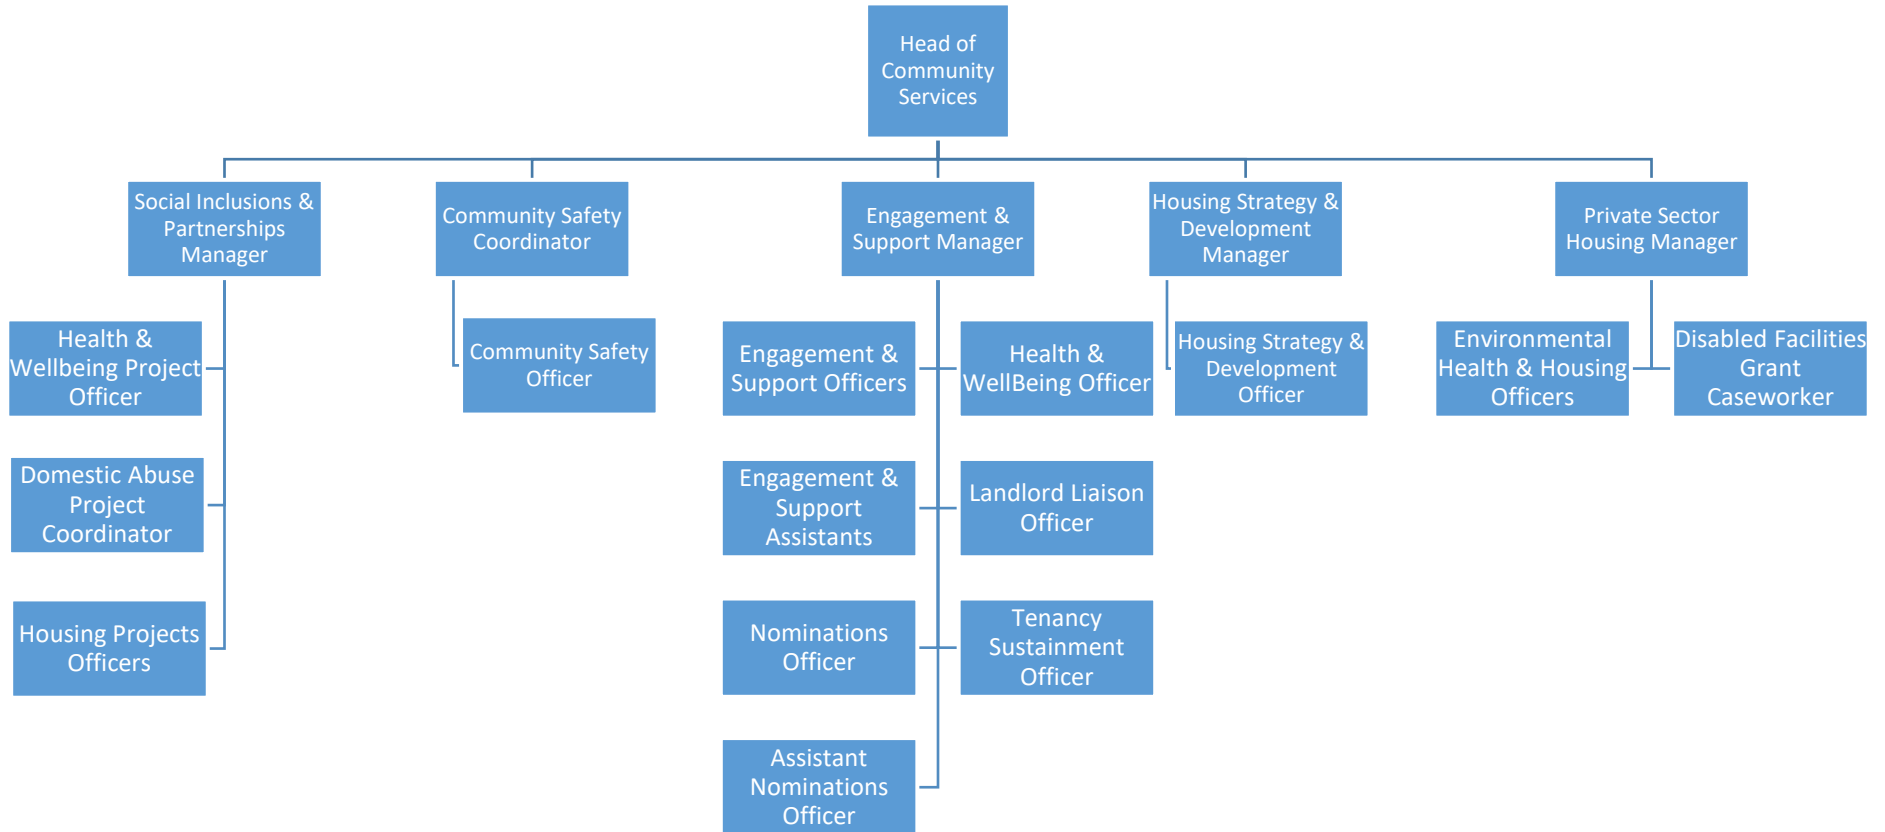 Head of
Community
Services
Social Inclusions &
Partnerships
Manager
Community Safety
Coordinator
Engagement &
Support Manager
Housing Strategy &
Development
Manager
Private Sector
Housing Manager
Health &
Wellbeing Project
Officer
Domestic Abuse
Project
Coordinator
Housing Projects
Officers
Community Safety
Officer
Engagement &
Support Officers
Health &
WellBeing Officer
Engagement &
Support
Assistants
Landlord Liaison
Officer
Nominations
Officer
Tenancy
Sustainment
Officer
Assistant
Nominations
Officer
Housing Strategy &
Development
Officer
Environmental
Health & Housing
Officers
Disabled Facilities
Grant
Caseworker